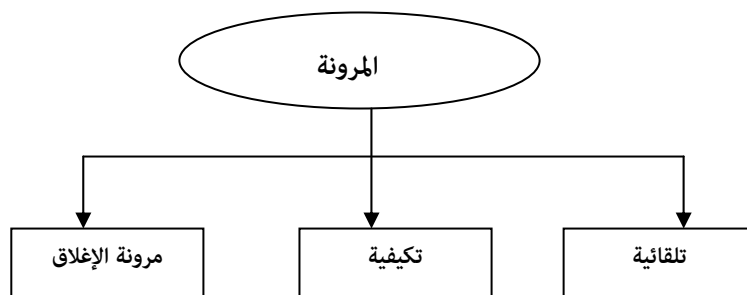 المرونة
تلقائية
تكيفية
مرونة الإغلاق